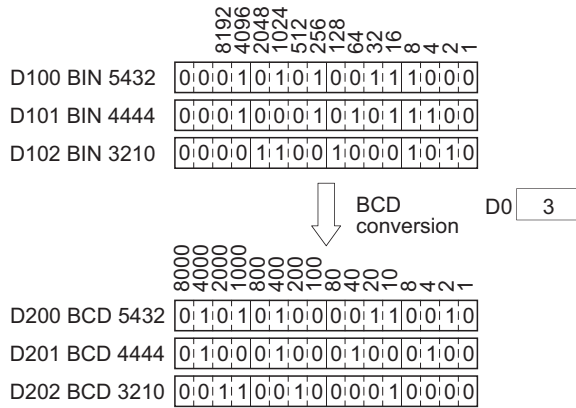 8192 4096 2048 1024 512 256 128 64 32 16 8 4 2 1
D100 BIN 5432 0 0 0 1 0 1 0 1 0 0 1 1 1 0 0 0
D101 BIN 4444 0 0 0 1 0 0 0 1 0 1 0 1 1 1 0 0
D102 BIN 3210 0 0 0 0 1 1 0 0 1 0 0 0 1 0 1 0
BCD
conversion
D0 3
8000 4000 2000 1000 800 400 200 100 80 40 20 10 8 4 2 1
D200 BCD 5432 0 1 0 1 0 1 0 0 0 0 1 1 0 0 1 0
D201 BCD 4444 0 1 0 0 0 1 0 0 0 1 0 0 0 1 0 0
D202 BCD 3210 0 0 1 1 0 0 1 0 0 0 0 1 0 0 0 0